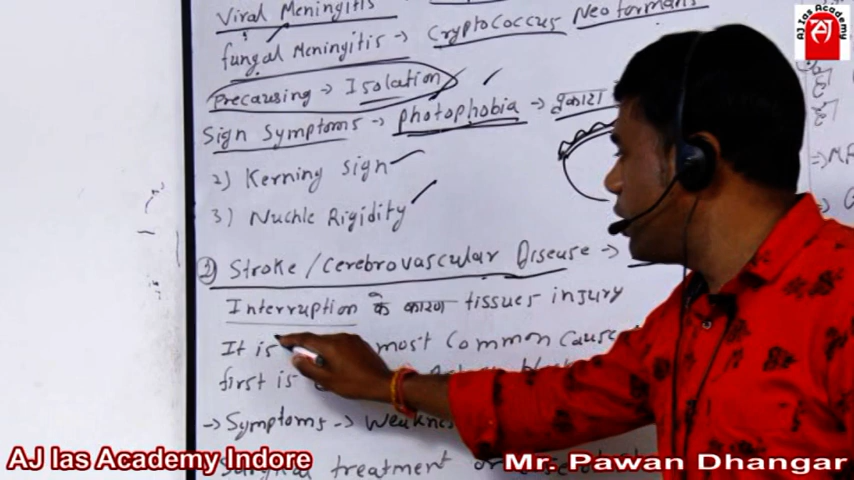 Viral Meningitis
fungal Meningitis → Cryptococcus Neoformans
Precausing → Isolation
Sign Symptoms → photophobia →
2) Kerning Sign
3) Nuchle Rigidity
2) Stroke / Cerebrovascular Disease →
Interruption के कारण tissues injury
It is most Common Cause
first is
→ Symptoms →
Surgical treatment
AJ Ias Academy
AJ Ias Academy Indore
Mr. Pawan Dhangar